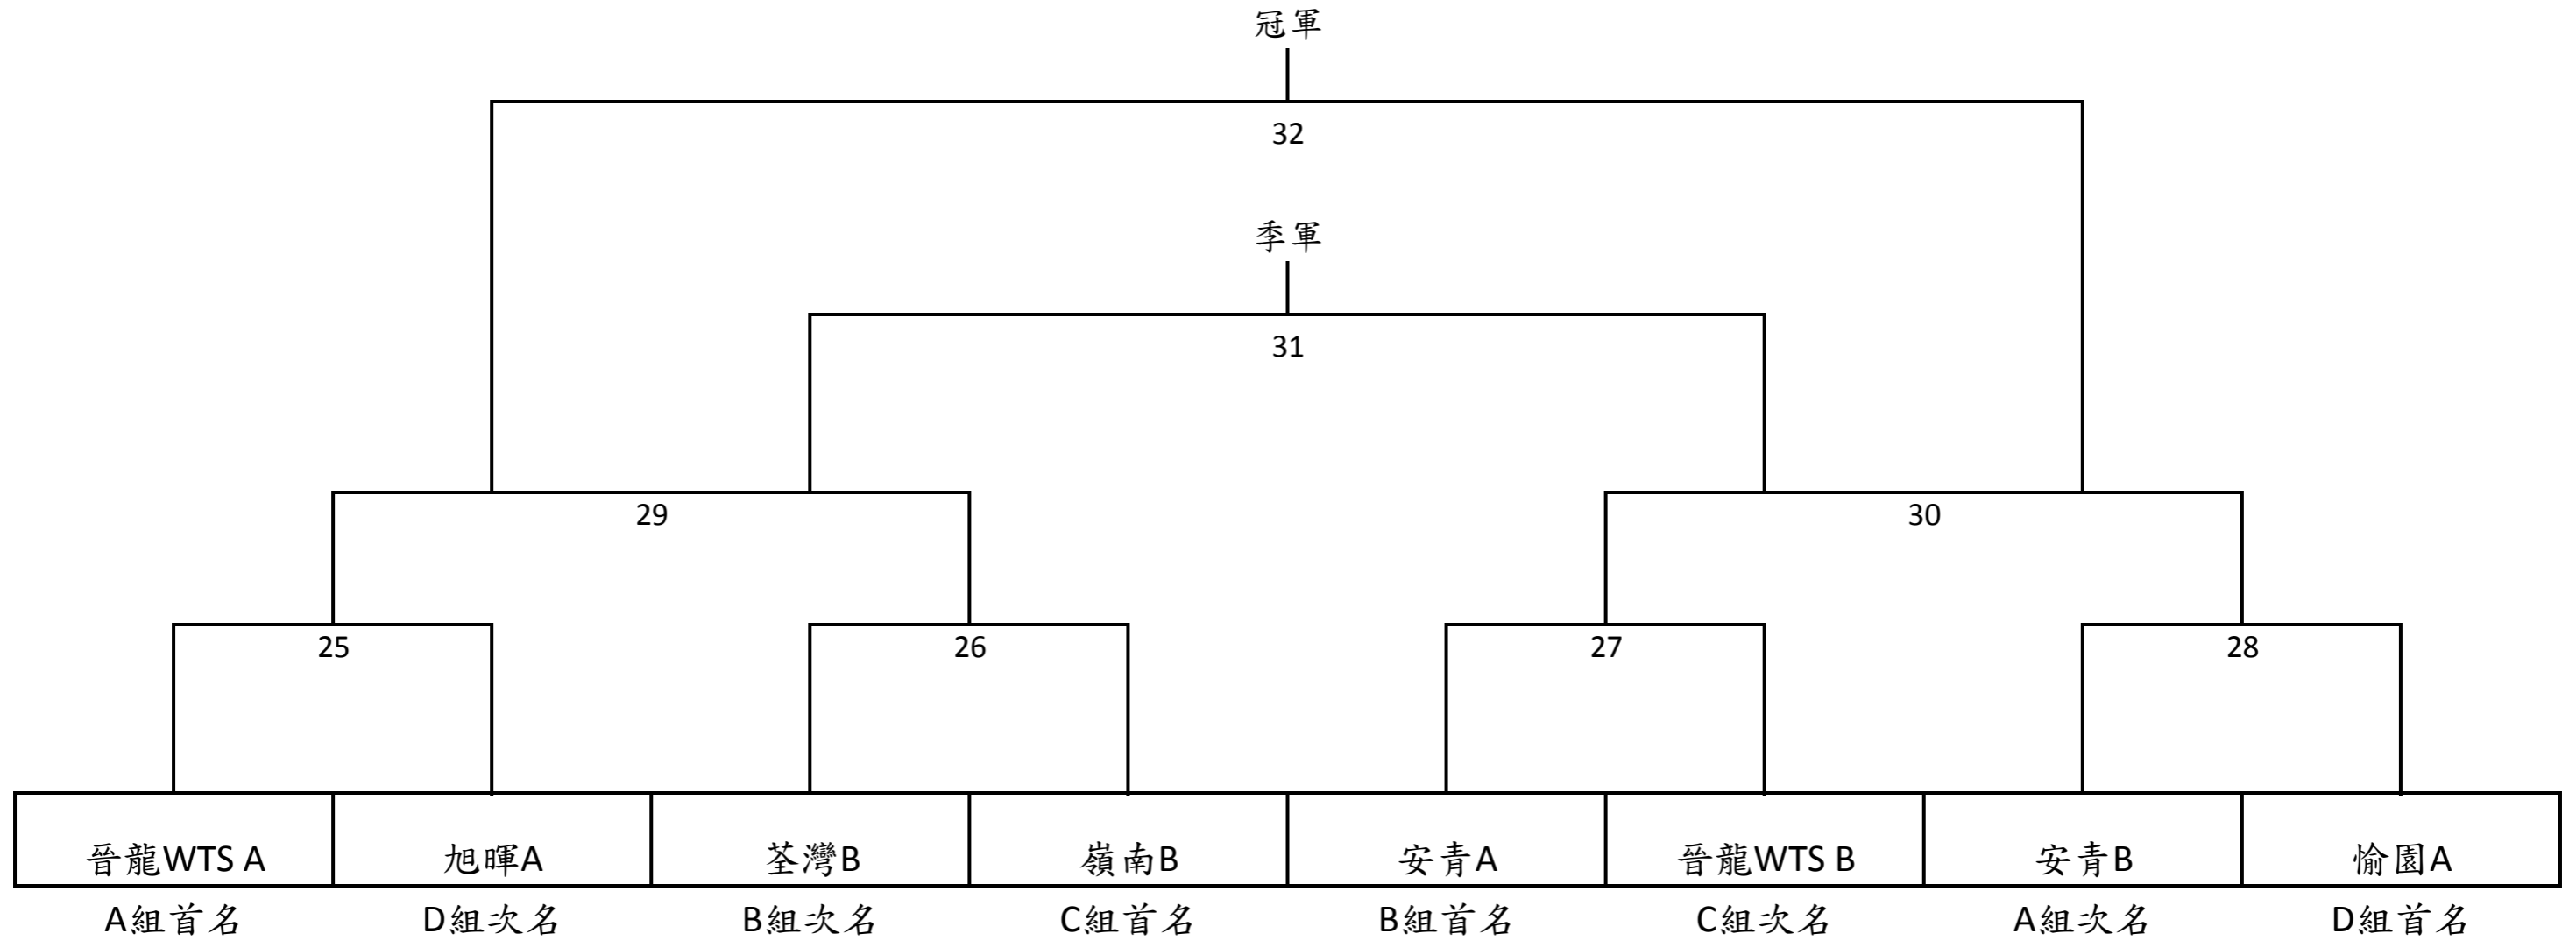 冠軍
32
季軍
31
29 30
25 26 27 28
晉龍WTS A 旭暉A 荃灣B 嶺南B 安青A 晉龍WTS B 安青B 愉園A
A組首名 D組次名 B組次名 C組首名 B組首名 C組次名 A組次名 D組首名